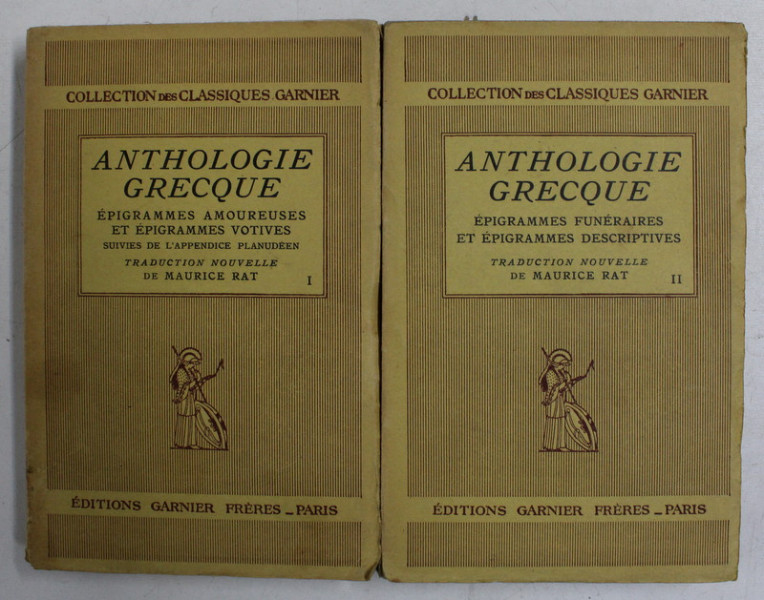 COLLECTION DES CLASSIQUES GARNIER
ANTHOLOGIE
GRECQUE
ÉPIGRAMMES AMOUREUSES
ET ÉPIGRAMMES VOTIVES
SUIVIES DE L'APPENDICE PLANUDÉEN
TRADUCTION NOUVELLE
DE MAURICE RAT
I
ÉDITIONS GARNIER FRÈRES _ PARIS
COLLECTION DES CLASSIQUES GARNIER
ANTHOLOGIE
GRECQUE
ÉPIGRAMMES FUNÉRAIRES
ET ÉPIGRAMMES DESCRIPTIVES
TRADUCTION NOUVELLE
DE MAURICE RAT
II
ÉDITIONS GARNIER FRÈRES _ PARIS